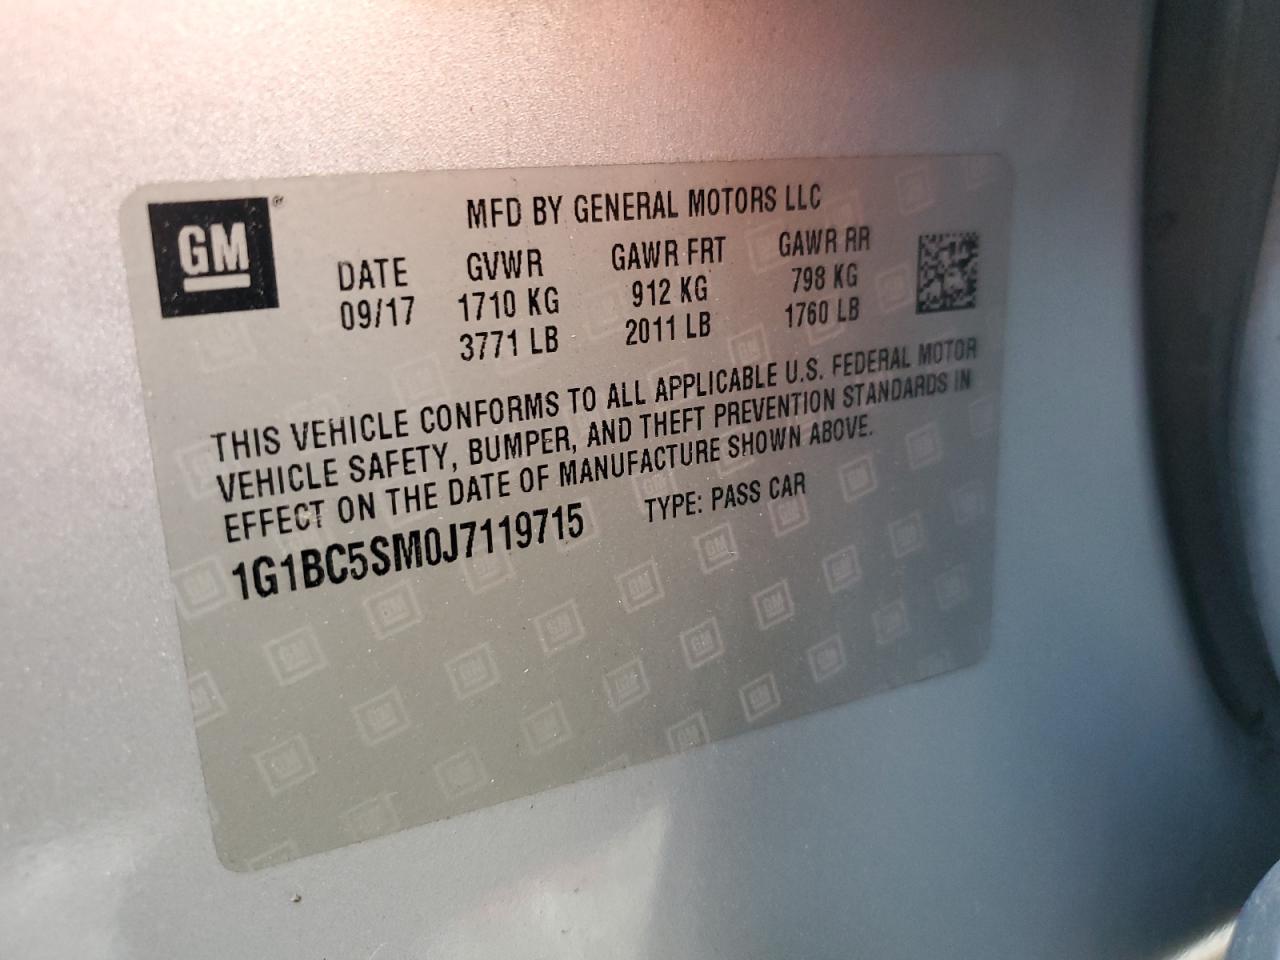 GM
MFD BY GENERAL MOTORS LLC
DATE GVWR GAWR FRT GAWR RR
09/17 1710 KG 912 KG 798 KG
3771 LB 2011 LB 1760 LB
THIS VEHICLE CONFORMS TO ALL APPLICABLE U.S. FEDERAL MOTOR
VEHICLE SAFETY, BUMPER, AND THEFT PREVENTION STANDARDS IN
EFFECT ON THE DATE OF MANUFACTURE SHOWN ABOVE.
1G1BC5SM0J7119715 TYPE: PASS CAR